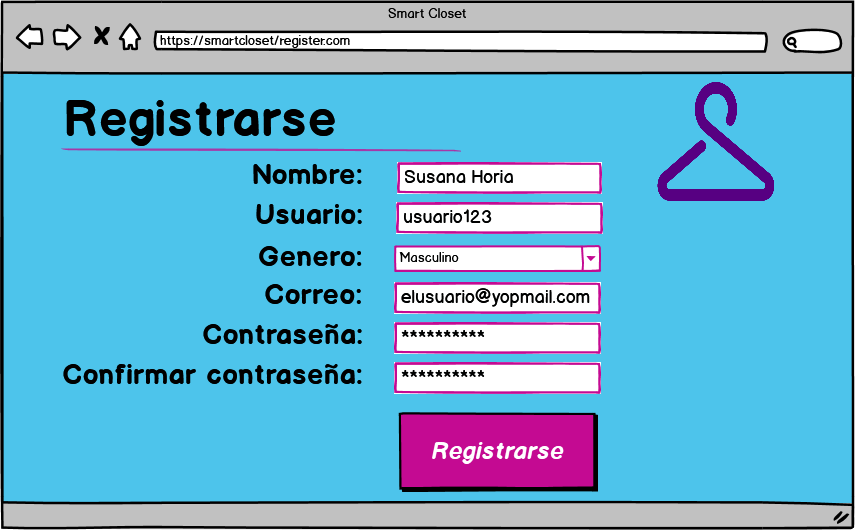 Smart Closet
https://smartcloset/register.com
Registrarse
Nombre: Susana Horia
Usuario: usuario123
Genero: Masculino
Correo: elusuario@yopmail.com
Contraseña: **********
Confirmar contraseña: **********
Registrarse